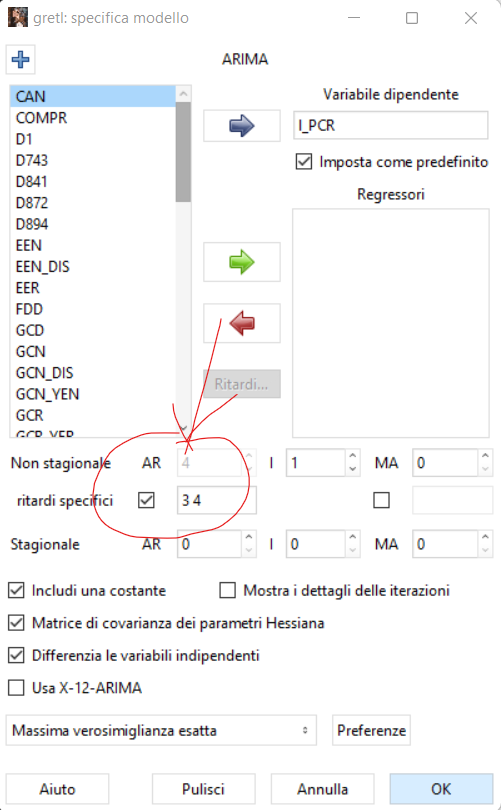 gretl: specifica modello
ARIMA
CAN
COMPR
D1
D743
D841
D872
D894
EEN
EEN_DIS
EER
FDD
GCD
GCN
GCN_DIS
GCN_YEN
GCR
GCR_YER
Variabile dipendente
l_PCR
Imposta come predefinito
Regressori
Ritardi...
Non stagionale AR 4 I 1 MA 0
ritardi specifici 3 4
Stagionale AR 0 I 0 MA 0
Includi una costante Mostra i dettagli delle iterazioni
Matrice di covarianza dei parametri Hessiana
Differenzia le variabili indipendenti
Usa X-12-ARIMA
Massima verosimiglianza esatta Preferenze
Aiuto Pulisci Annulla OK